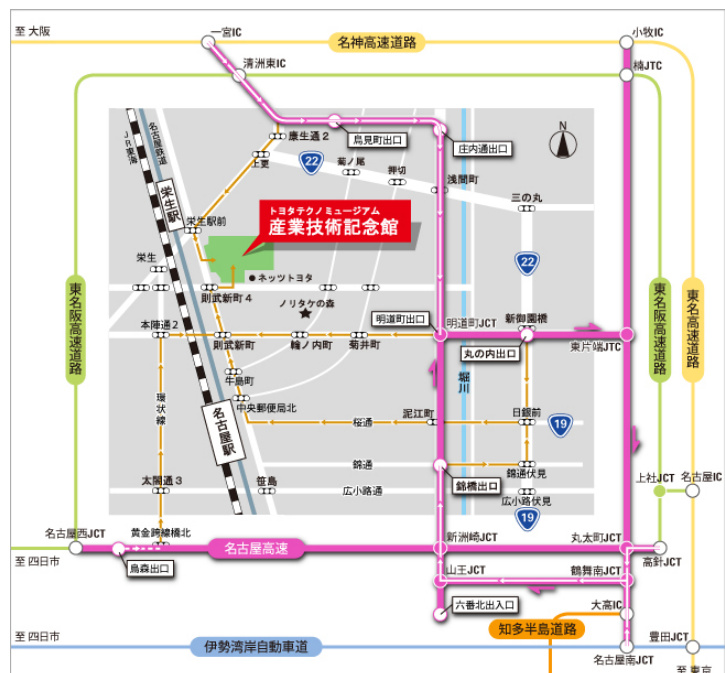 至 大阪
一宮IC
名神高速道路
小牧IC
清洲東IC
楠JTC
康生通2
鳥見町出口
庄内通出口
N
JR東海
名古屋鉄道
上更
22
菊ノ尾
押切
浅間町
栄生駅
三の丸
栄生駅前
トヨタテクノミュージアム
産業技術記念館
栄生
22
ネッツトヨタ
則武新町4
ノリタケの森
東名阪高速道路
東名阪高速道路
東名高速道路
本陣通2
則武新町
輪ノ内町
菊井町
明道町出口
明道町JCT
新御園橋
丸の内出口
東片端JTC
牛島町
堀川
環状線
中央郵便局北
名古屋駅
桜通
泥江町
日銀前
19
錦通
錦橋出口
錦通伏見
太閤通3
笹島
広小路通
広小路伏見
19
上社JCT
名古屋IC
黄金跨線橋北
名古屋西JCT
名古屋高速
新洲崎JCT
丸太町JCT
高針JCT
至 四日市
烏森出口
山王JCT
鶴舞南JCT
六番北出入口
大高IC
知多半島道路
至 四日市
伊勢湾岸自動車道
豊田JCT
名古屋南JCT
至 東京